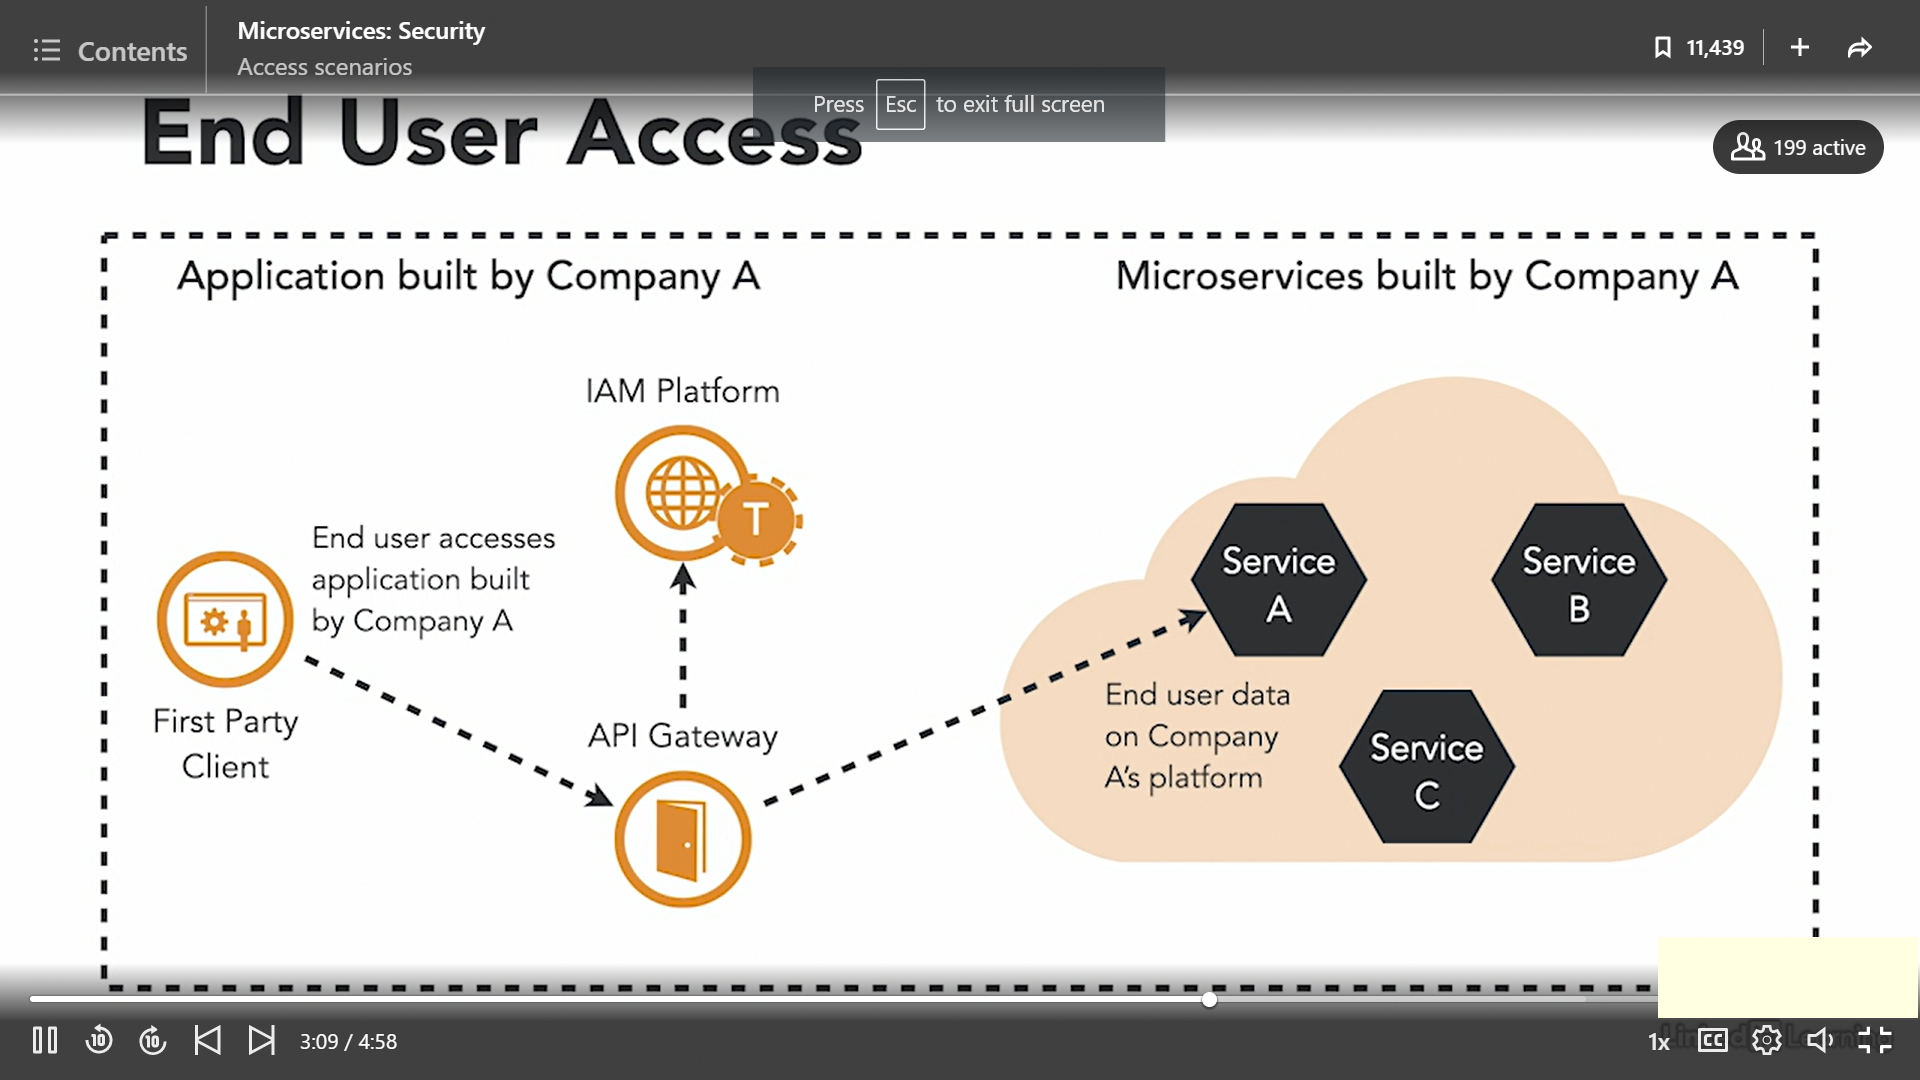 Contents
Microservices: Security
Access scenarios
11,439
Press Esc to exit full screen
End User Access
199 active
Application built by Company A
Microservices built by Company A
IAM Platform
T
End user accesses
application built
by Company A
First Party
Client
API Gateway
Service
A
Service
B
End user data
on Company
A's platform
Service
C
10
10
3:09 / 4:58
1x
CC